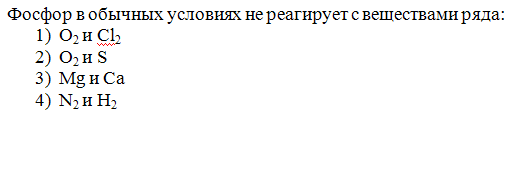 Фосфор в обычных условиях не реагирует с веществами ряда:
1) O₂ и Cl₂
2) O₂ и S
3) Mg и Ca
4) N₂ и H₂